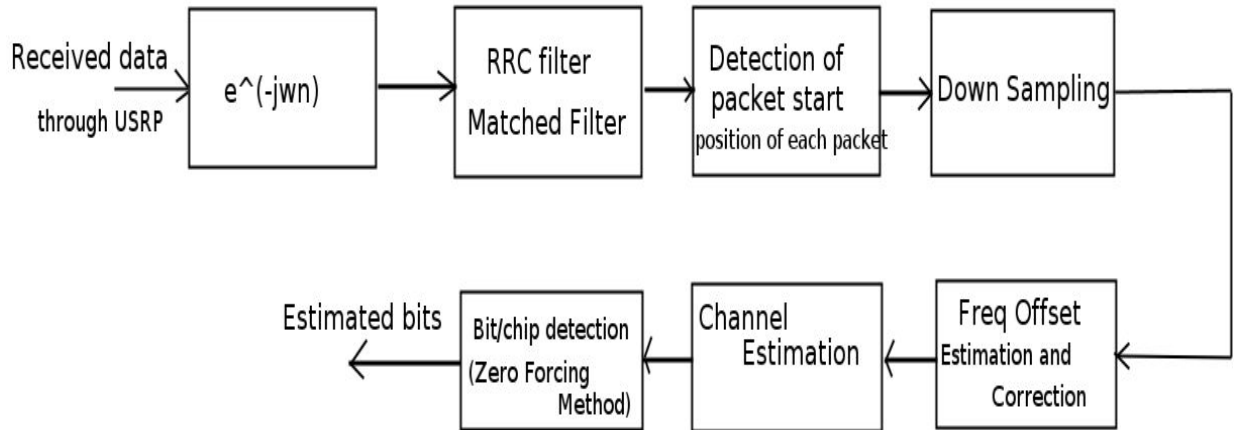 Received data
through USRP
e^(-jwn)
RRC filter
Matched Filter
Detection of
packet start
position of each packet
Down Sampling
Freq Offset
Estimation and
Correction
Channel
Estimation
Bit/chip detection
(Zero Forcing
Method)
Estimated bits